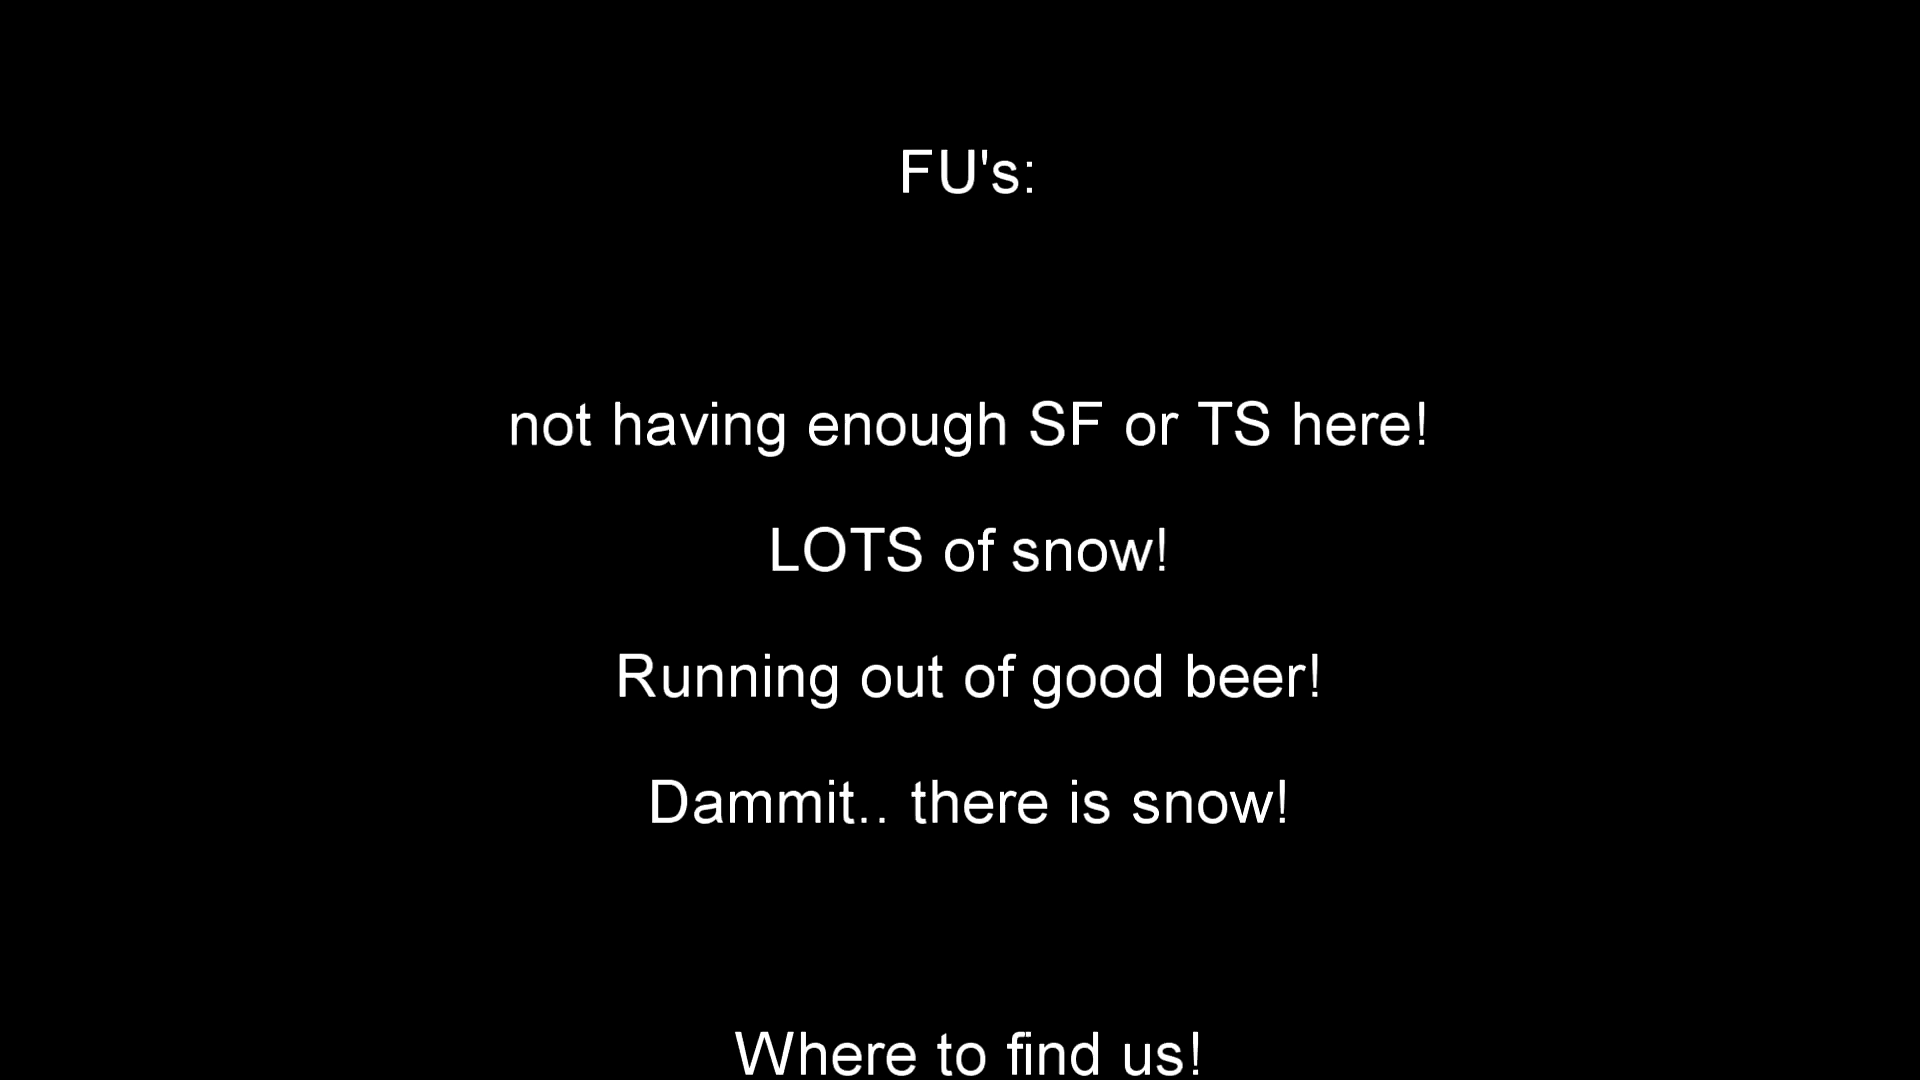 FU's:
not having enough SF or TS here!
LOTS of snow!
Running out of good beer!
Dammit.. there is snow!
Where to find us!